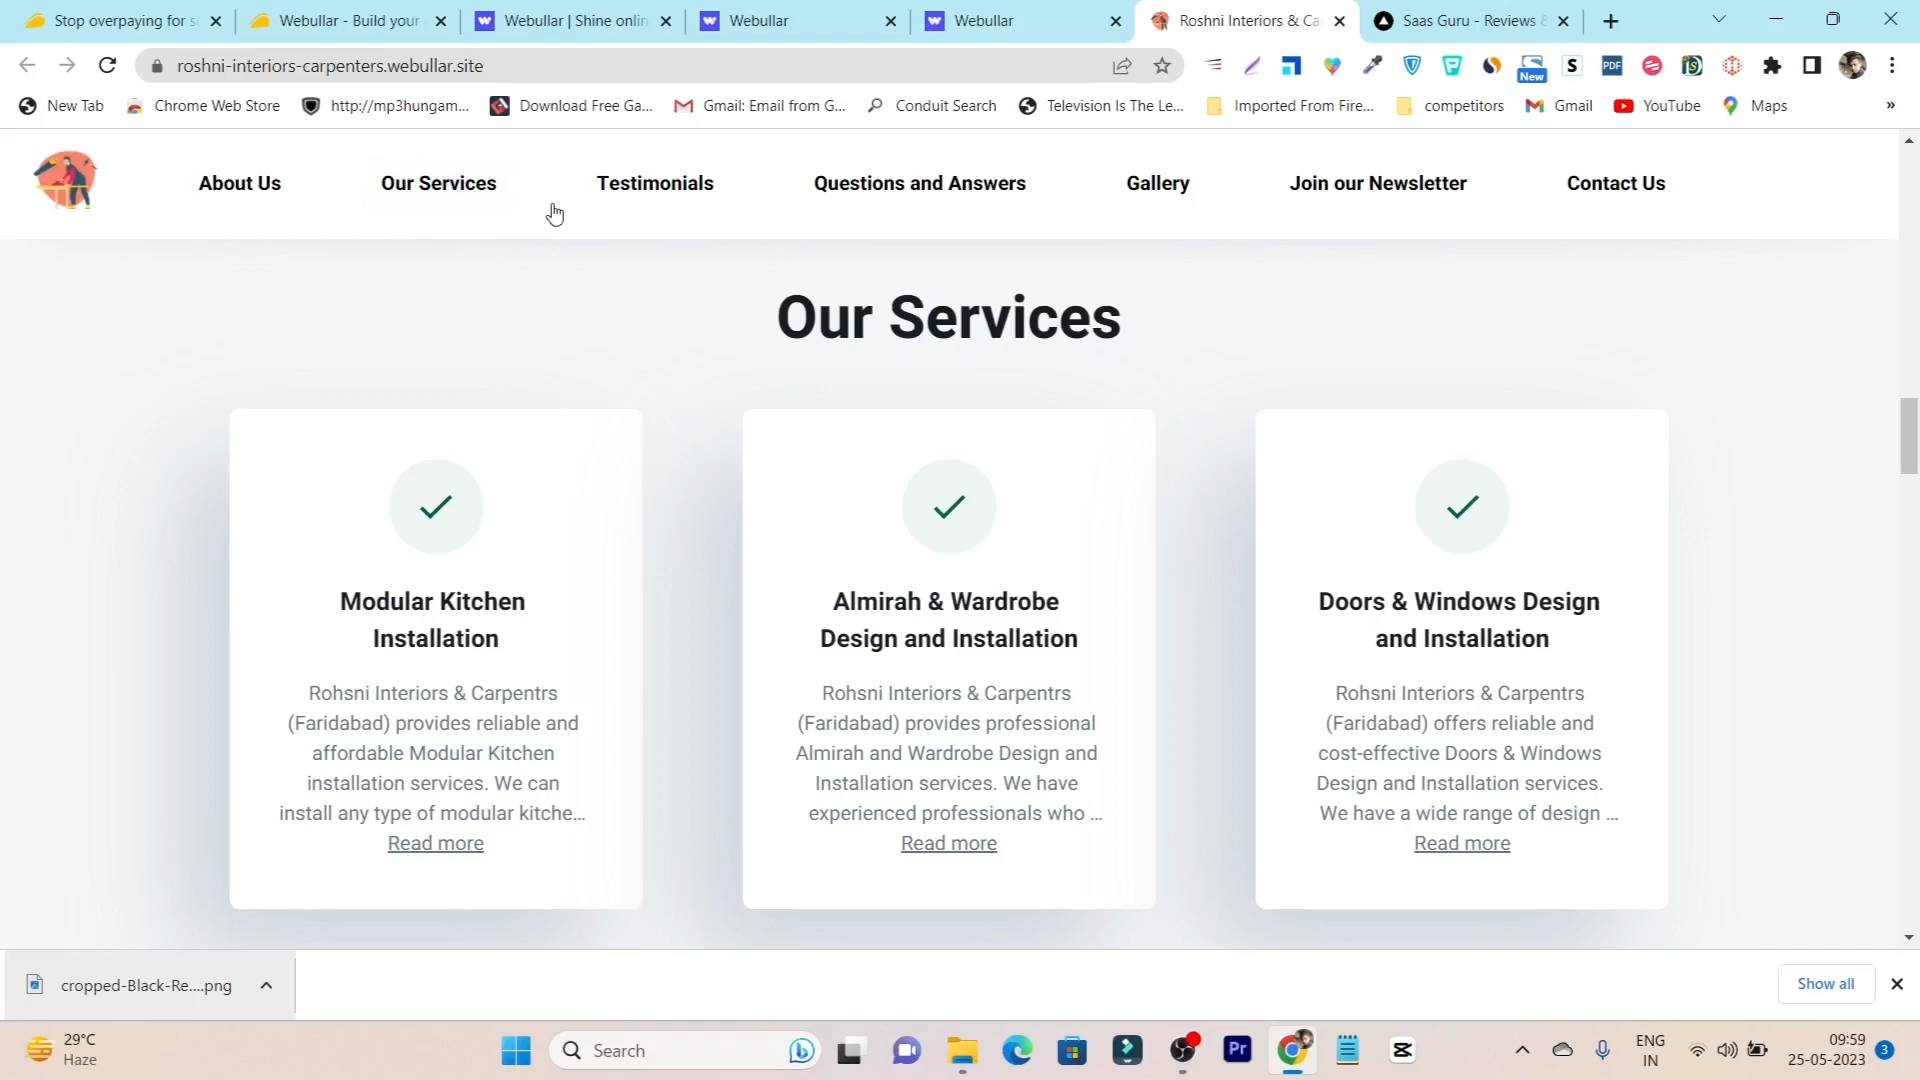 Stop overpaying for s
Webullar - Build your
Webullar | Shine onlin
Webullar
Webullar
Roshni Interiors & Ca
Saas Guru - Reviews &
roshni-interiors-carpenters.webullar.site
New
S
PDF
New Tab
Chrome Web Store
http://mp3hungam...
Download Free Ga...
Gmail: Email from G...
Conduit Search
Television Is The Le...
Imported From Fire...
competitors
Gmail
YouTube
Maps
»
About Us
Our Services
Testimonials
Questions and Answers
Gallery
Join our Newsletter
Contact Us
Our Services
Modular Kitchen
Installation
Rohsni Interiors & Carpentrs
(Faridabad) provides reliable and
affordable Modular Kitchen
installation services. We can
install any type of modular kitche...
Read more
Almirah & Wardrobe
Design and Installation
Rohsni Interiors & Carpentrs
(Faridabad) provides professional
Almirah and Wardrobe Design and
Installation services. We have
experienced professionals who ...
Read more
Doors & Windows Design
and Installation
Rohsni Interiors & Carpentrs
(Faridabad) offers reliable and
cost-effective Doors & Windows
Design and Installation services.
We have a wide range of design ...
Read more
cropped-Black-Re....png
Show all
29°C
Haze
Search
Pr
ENG
IN
09:59
25-05-2023
3